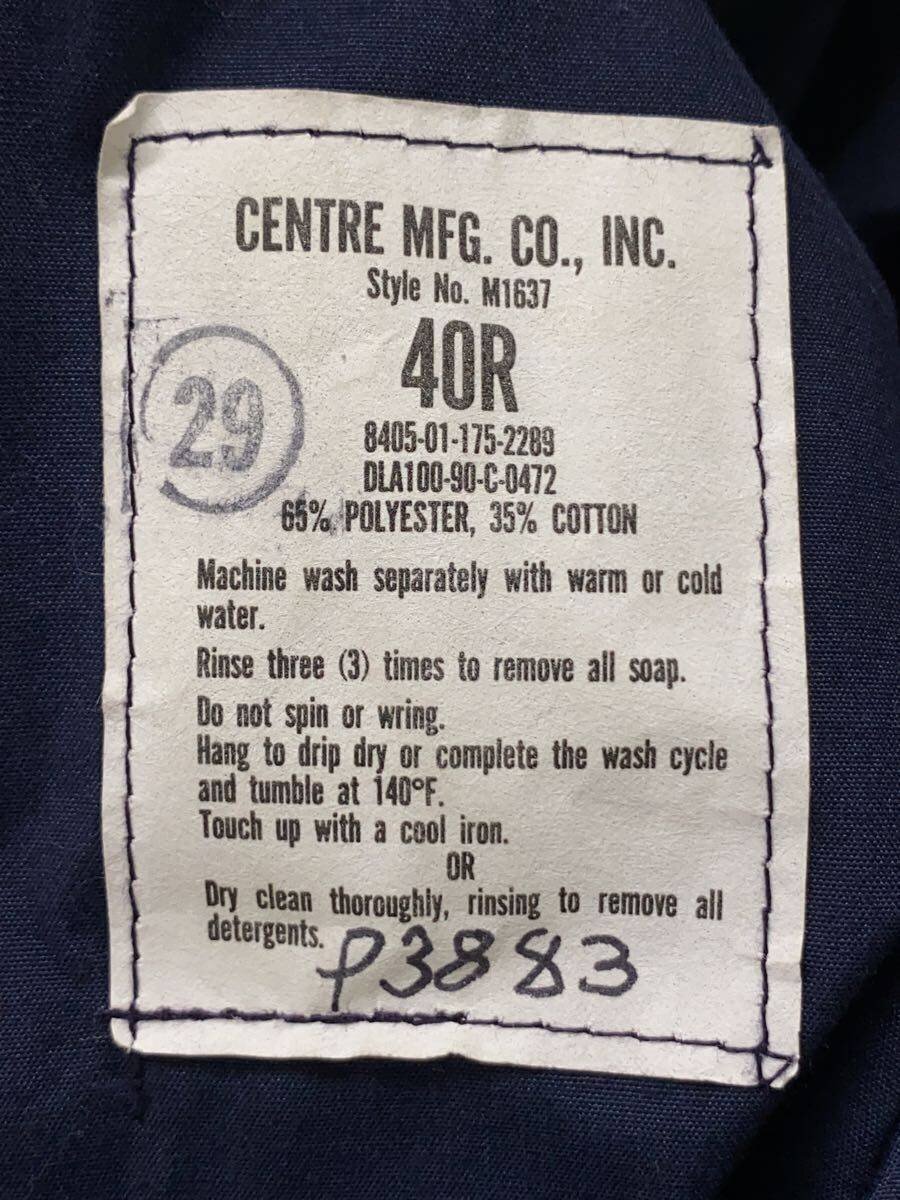 CENTRE MFG. CO., INC.
Style No. M1637
40R
29
8405-01-175-2289
DLA100-90-C-0472
65% POLYESTER, 35% COTTON
Machine wash separately with warm or cold
water.
Rinse three (3) times to remove all soap.
Do not spin or wring.
Hang to drip dry or complete the wash cycle
and tumble at 140°F.
Touch up with a cool iron.
OR
Dry clean thoroughly, rinsing to remove all
detergents.
P3883